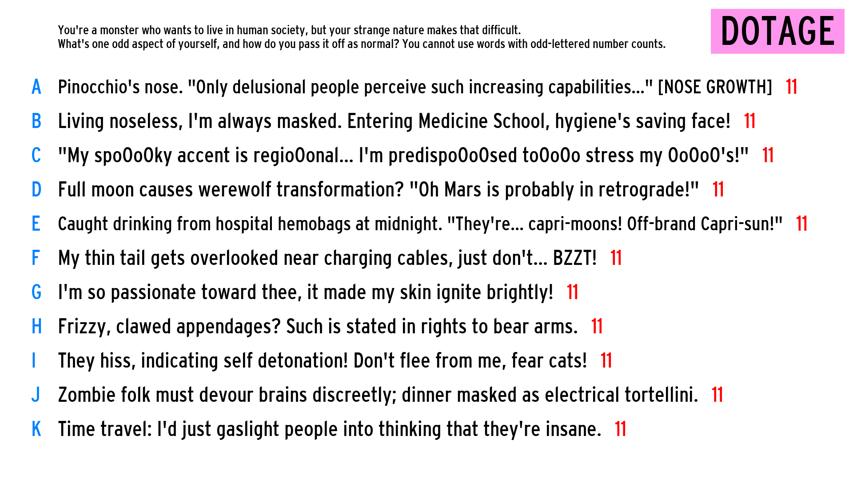 You're a monster who wants to live in human society, but your strange nature makes that difficult.
What's one odd aspect of yourself, and how do you pass it off as normal? You cannot use words with odd-lettered number counts.
DOTAGE
A Pinocchio's nose. "Only delusional people perceive such increasing capabilities..." [NOSE GROWTH] 11
B Living noseless, I'm always masked. Entering Medicine School, hygiene's saving face! 11
C "My spoOoOky accent is regioOonal... I'm predispoOoOsed toOoOo stress my OoOoO's!" 11
D Full moon causes werewolf transformation? "Oh Mars is probably in retrograde!" 11
E Caught drinking from hospital hemobags at midnight. "They're... capri-moons! Off-brand Capri-sun!" 11
F My thin tail gets overlooked near charging cables, just don't... BZZT! 11
G I'm so passionate toward thee, it made my skin ignite brightly! 11
H Frizzy, clawed appendages? Such is stated in rights to bear arms. 11
I They hiss, indicating self detonation! Don't flee from me, fear cats! 11
J Zombie folk must devour brains discreetly; dinner masked as electrical tortellini. 11
K Time travel: I'd just gaslight people into thinking that they're insane. 11